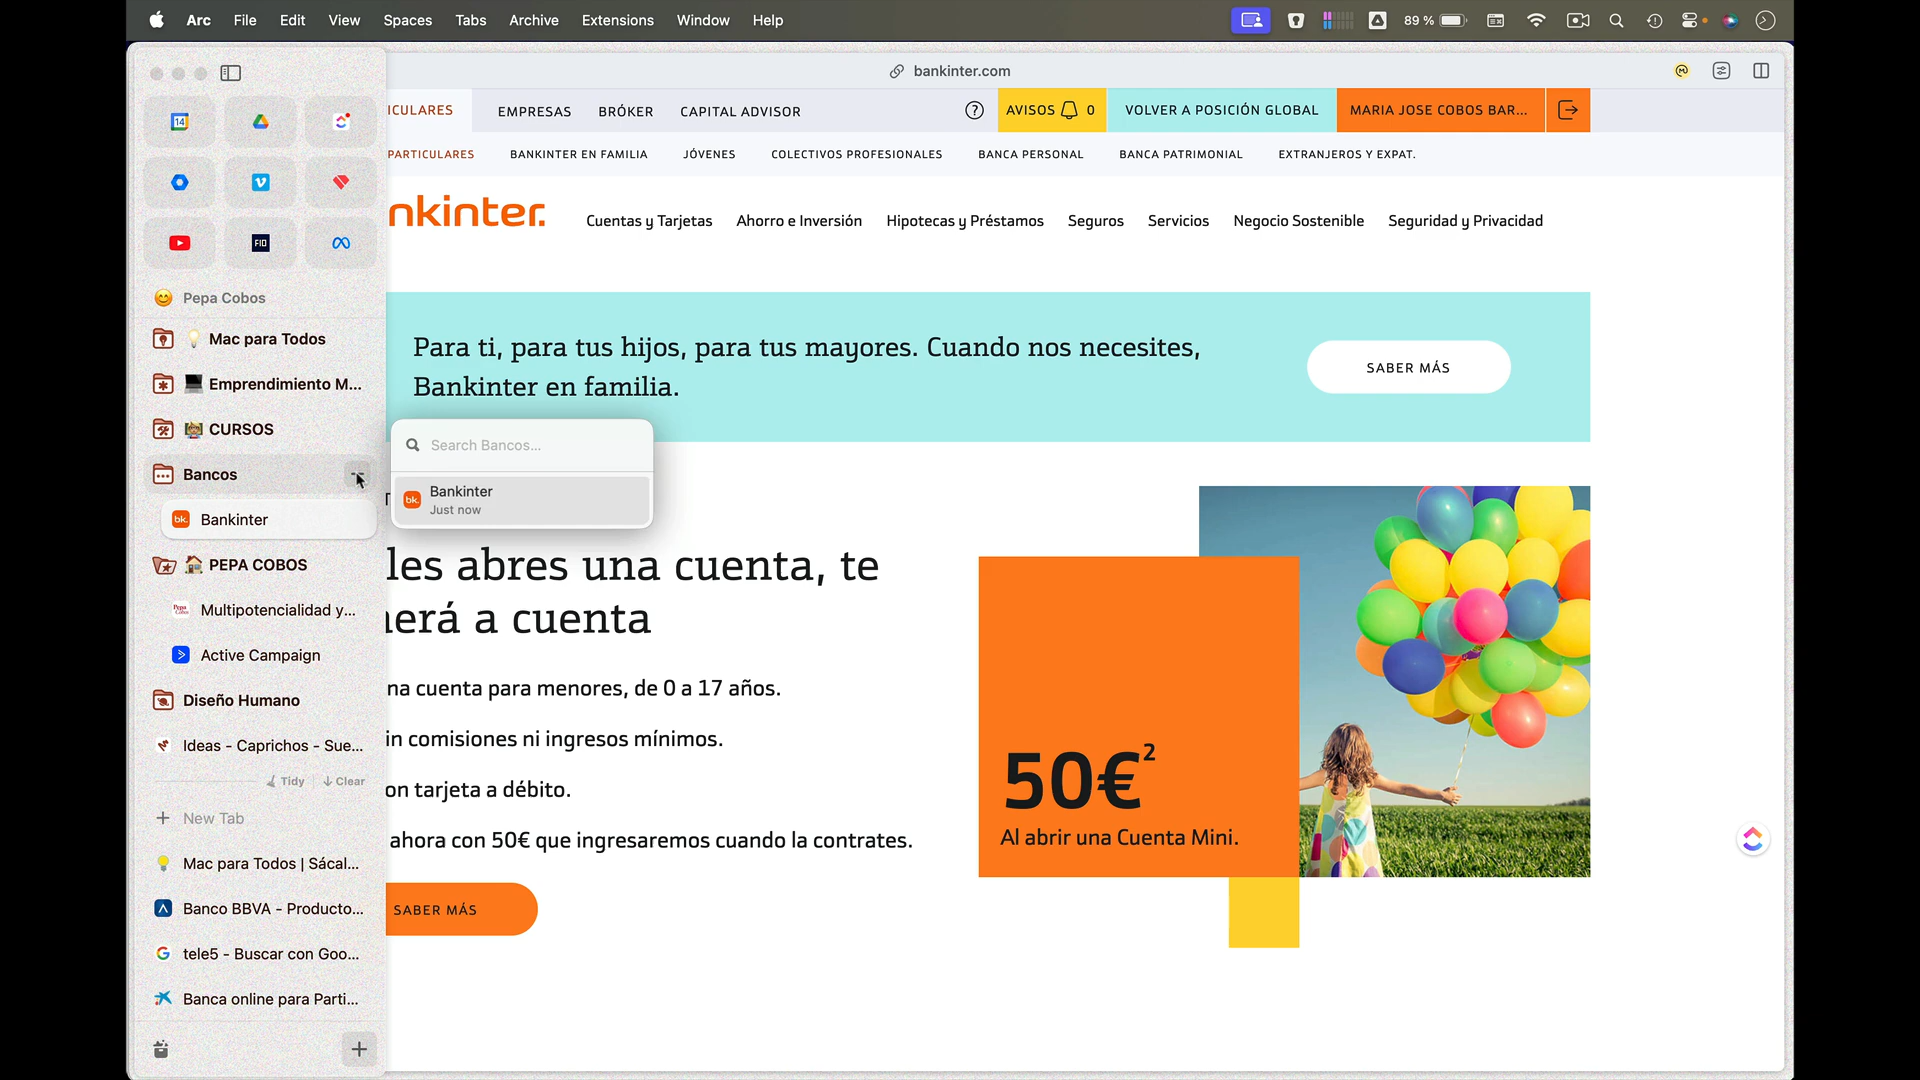 Arc File Edit View Spaces Tabs Archive Extensions Window Help
89 %
bankinter.com
ICULARES EMPRESAS BRÓKER CAPITAL ADVISOR
AVISOS 0 VOLVER A POSICIÓN GLOBAL MARIA JOSE COBOS BAR...
PARTICULARES BANKINTER EN FAMILIA JÓVENES COLECTIVOS PROFESIONALES BANCA PERSONAL BANCA PATRIMONIAL EXTRANJEROS Y EXPAT.
nkinter.
Cuentas y Tarjetas Ahorro e Inversión Hipotecas y Préstamos Seguros Servicios Negocio Sostenible Seguridad y Privacidad
14
FIO
Pepa Cobos
Mac para Todos
Emprendimiento M...
CURSOS
Bancos
bk. Bankinter
PEPA COBOS
Pepa Cobos
Multipotencialidad y...
Active Campaign
Diseño Humano
Ideas - Caprichos - Sue...
Tidy Clear
New Tab
Mac para Todos | Sácal...
Banco BBVA - Producto...
tele5 - Buscar con Goo...
Banca online para Parti...
Search Bancos...
bk. Bankinter
Just now
Para ti, para tus hijos, para tus mayores. Cuando nos necesites,
Bankinter en familia.
SABER MÁS
les abres una cuenta, te
nerá a cuenta
na cuenta para menores, de 0 a 17 años.
in comisiones ni ingresos mínimos.
on tarjeta a débito.
ahora con 50€ que ingresaremos cuando la contrates.
SABER MÁS
50€²
Al abrir una Cuenta Mini.